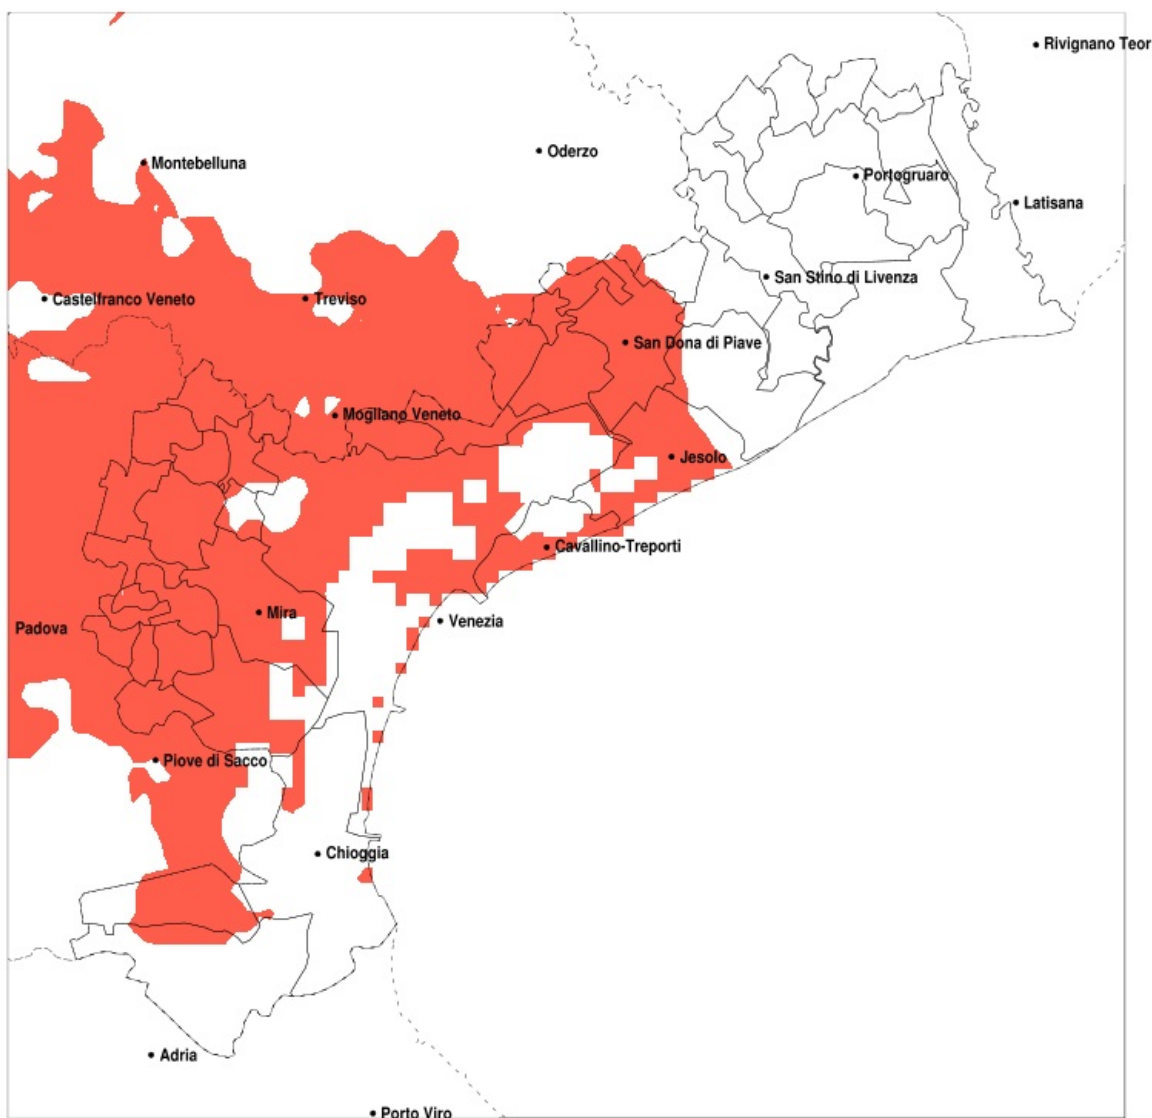 Rivignano Teor
Oderzo
Montebelluna
Portogruaro
Latisana
San Stino di Livenza
Castelfranco Veneto
Treviso
San Dona di Piave
Mogliano Veneto
Jesolo
Cavallino-Treporti
Mira
Venezia
Padova
Piove di Sacco
Chioggia
Adria
Porto Viro